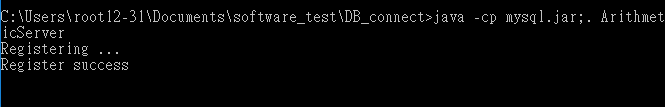 C:\Users\root12-31\Documents\software_test\DB_connect>java -cp mysql.jar;. Arithmet
icServer
Registering ...
Register success